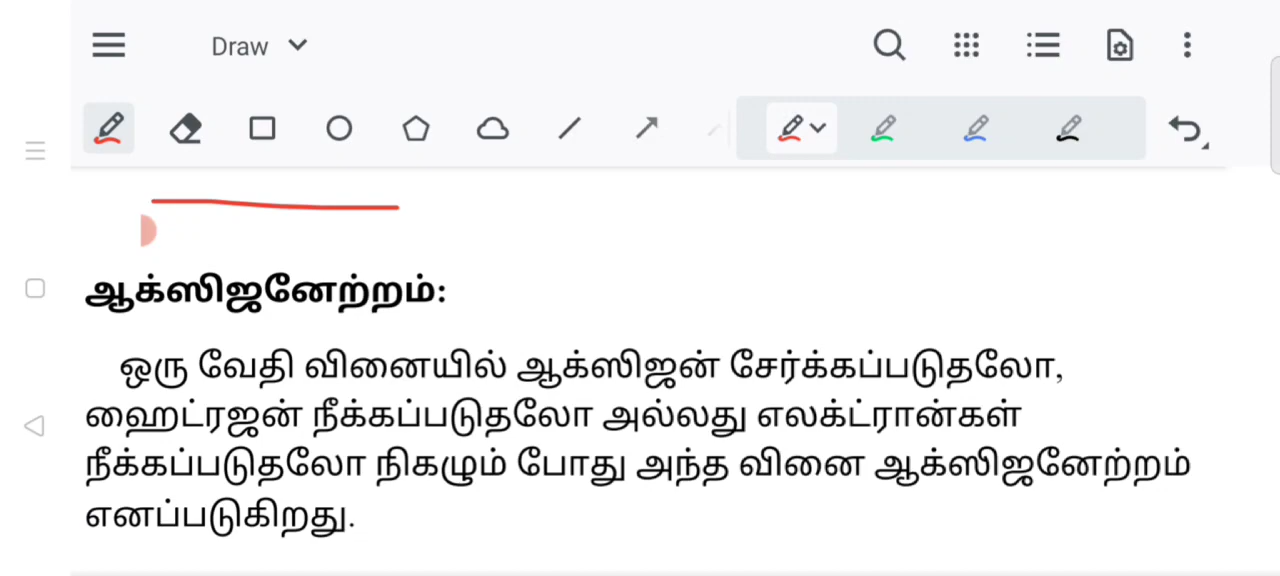 Draw
ஆக்ஸிஜனேற்றம்:
ஒரு வேதி வினையில் ஆக்ஸிஜன் சேர்க்கப்படுதலோ,
ஹைட்ரஜன் நீக்கப்படுதலோ அல்லது எலக்ட்ரான்கள்
நீக்கப்படுதலோ நிகழும் போது அந்த வினை ஆக்ஸிஜனேற்றம்
எனப்படுகிறது.